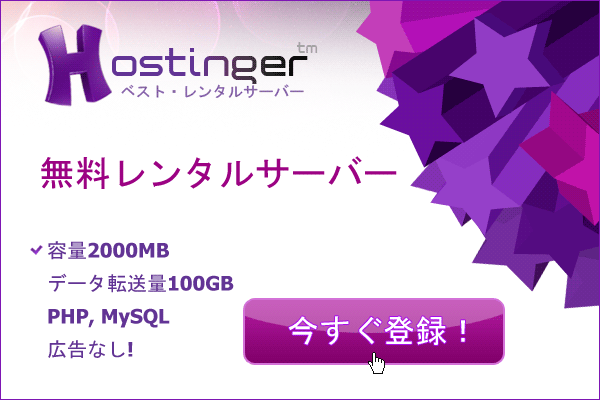 Hostinger™
ベスト・レンタルサーバー
無料レンタルサーバー
容量2000MB
データ転送量100GB
PHP, MySQL
広告なし!
今すぐ登録！